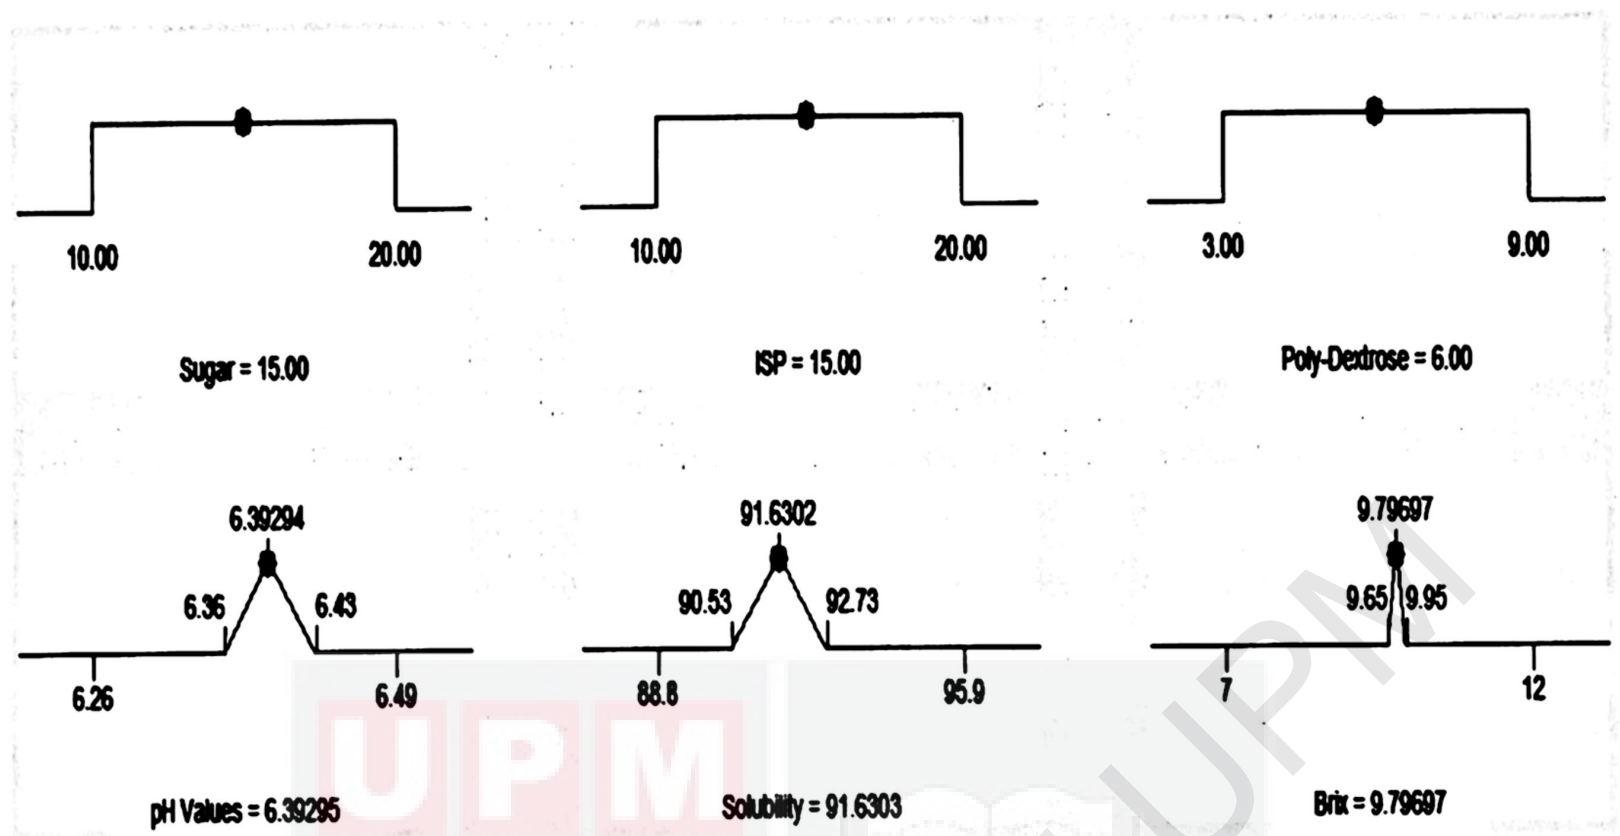 10.00 20.00 10.00 20.00 3.00 9.00
Sugar = 15.00 ISP = 15.00 Poly-Dextrose = 6.00
6.39294 91.6302 9.79697
6.36 6.43 90.53 92.73 9.65 9.95
6.26 6.49 88.8 95.9 7 12
UPM
UPM
pH Values = 6.39295 Solubility = 91.6303 Brix = 9.79697